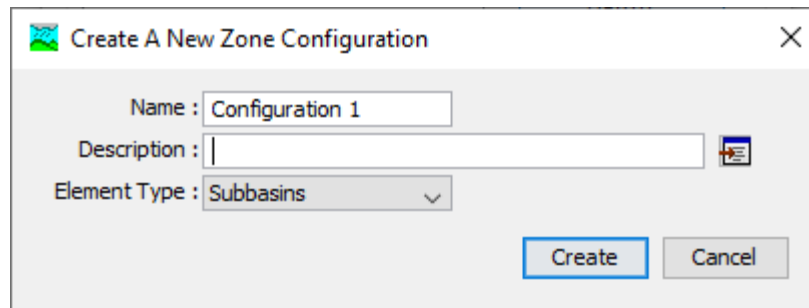 Create A New Zone Configuration
Name : Configuration 1
Description :
Element Type : Subbasins
Create Cancel